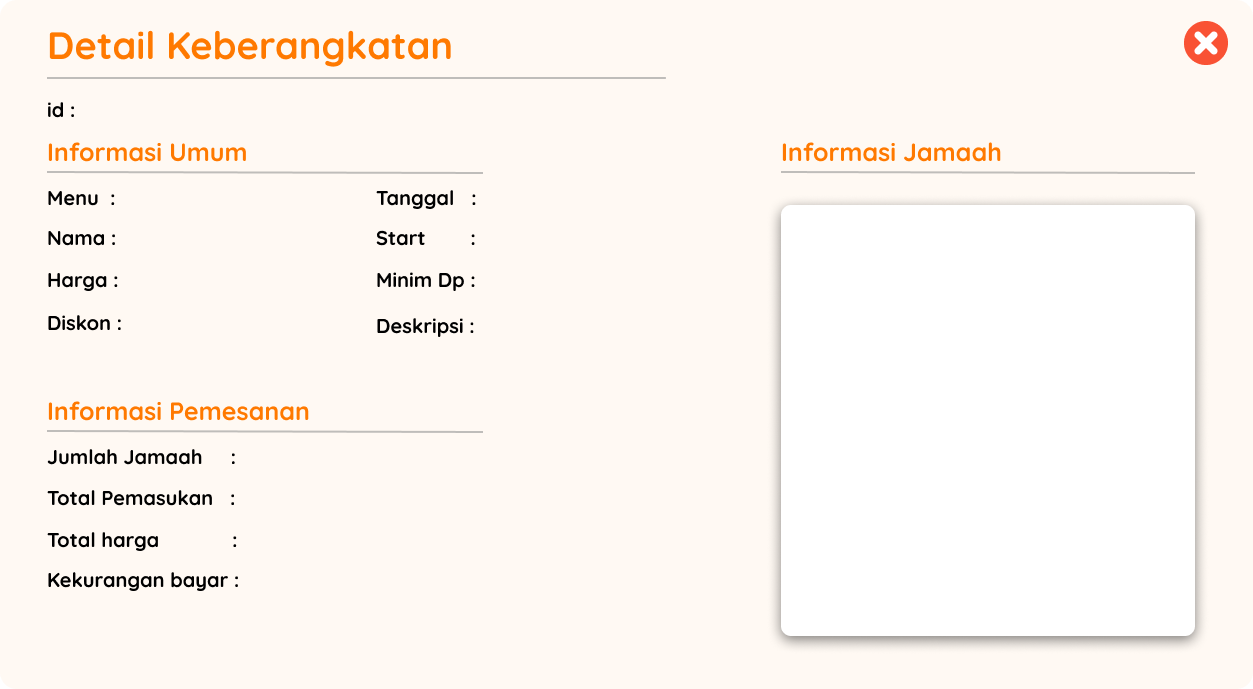 Detail Keberangkatan
id :
Informasi Umum
Menu :
Nama :
Harga :
Diskon :
Tanggal :
Start :
Minim Dp :
Deskripsi :
Informasi Pemesanan
Jumlah Jamaah :
Total Pemasukan :
Total harga :
Kekurangan bayar :
Informasi Jamaah